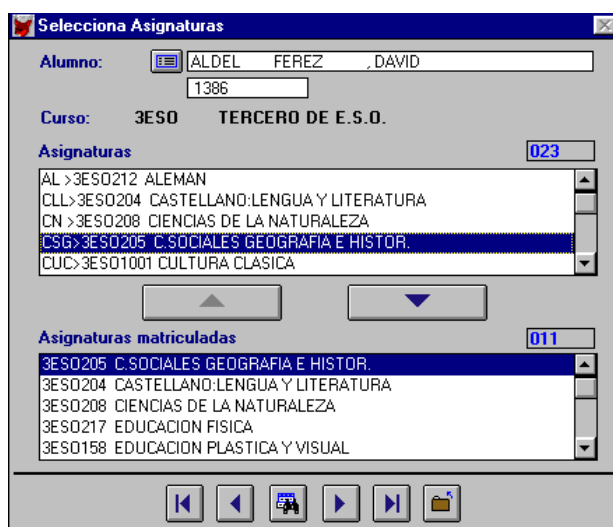 Selecciona Asignaturas
Alumno: ALDEL FEREZ , DAVID
1386
Curso: 3ESO TERCERO DE E.S.O.
Asignaturas 023
AL >3ESO212 ALEMAN
CLL>3ESO204 CASTELLANO:LENGUA Y LITERATURA
CN >3ESO208 CIENCIAS DE LA NATURALEZA
CSG>3ESO205 C.SOCIALES GEOGRAFIA E HISTOR.
CUC>3ESO1001 CULTURA CLASICA
Asignaturas matriculadas 011
3ESO205 C.SOCIALES GEOGRAFIA E HISTOR.
3ESO204 CASTELLANO:LENGUA Y LITERATURA
3ESO208 CIENCIAS DE LA NATURALEZA
3ESO217 EDUCACION FISICA
3ESO158 EDUCACION PLASTICA Y VISUAL